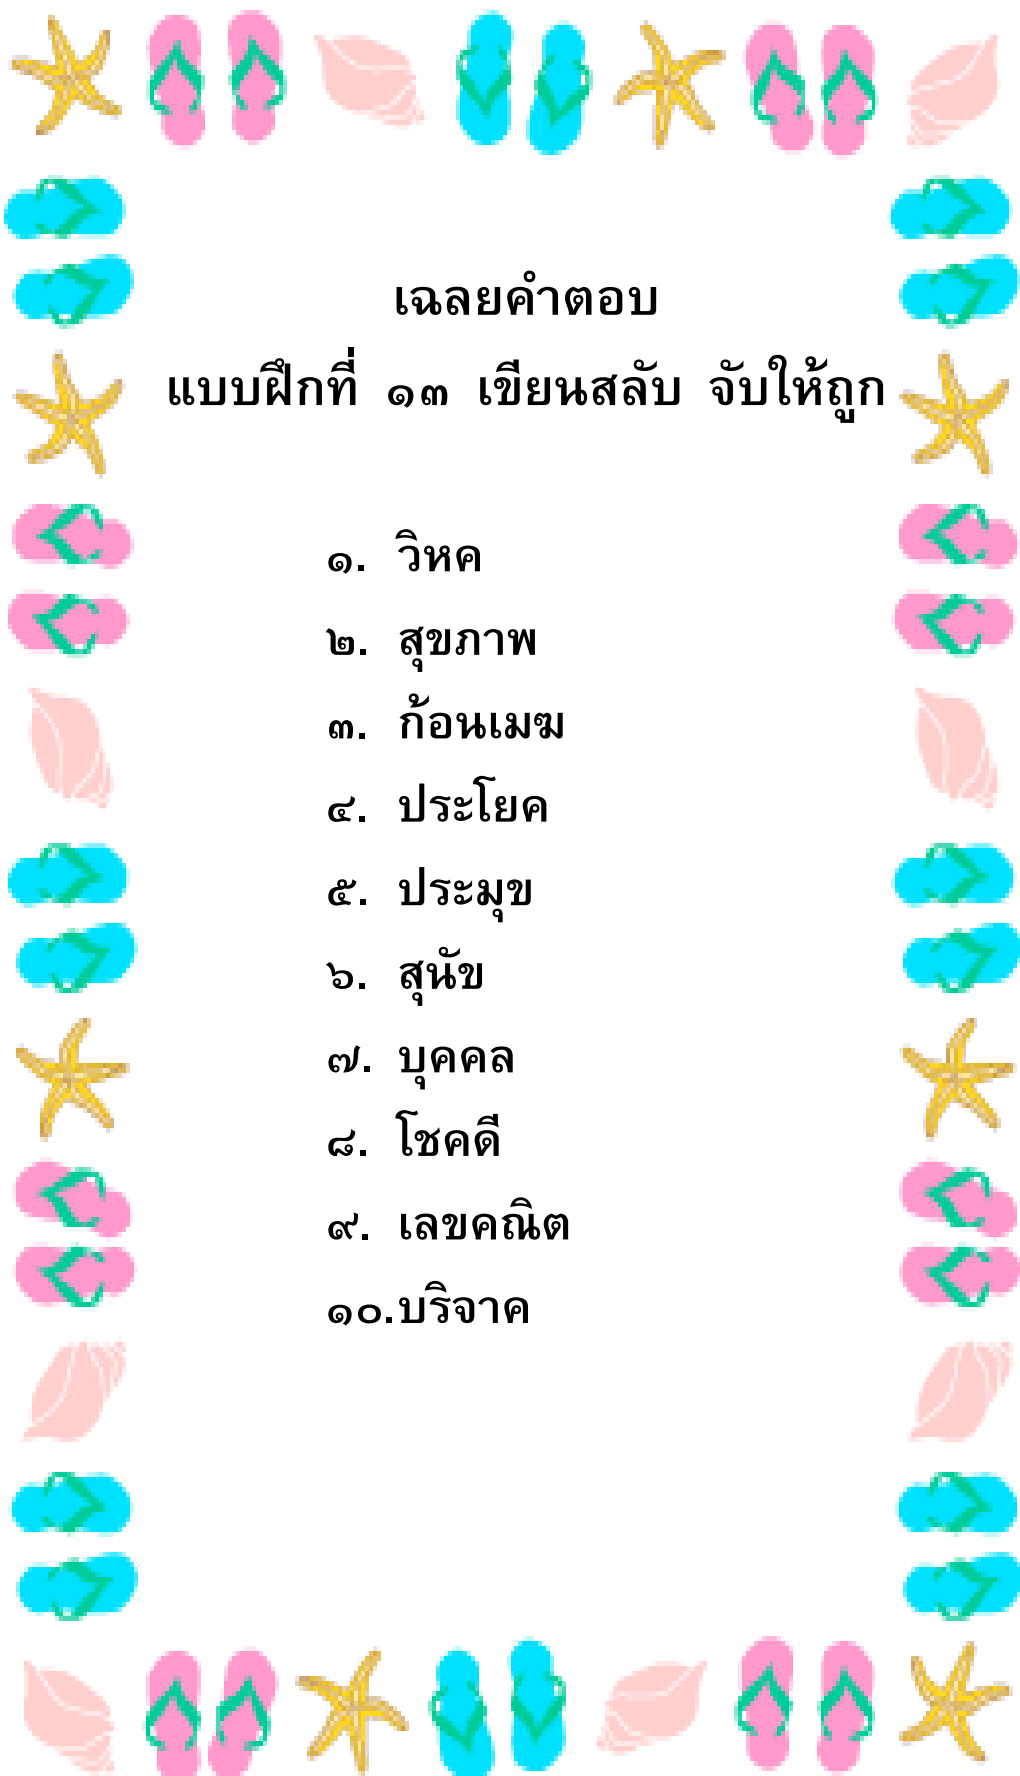 เฉลยคำตอบ
แบบฝึกที่ ๑๓ เขียนสลับ จับให้ถูก
๑. วิหค
๒. สุขภาพ
๓. ก้อนเมฆ
๔. ประโยค
๕. ประมุข
๖. สุนัข
๗. บุคคล
๘. โชคดี
๙. เลขคณิต
๑๐.บริจาค